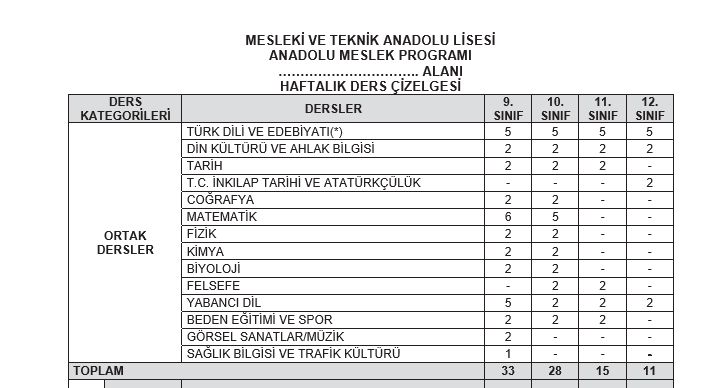 MESLEKİ VE TEKNİK ANADOLU LİSESİ
ANADOLU MESLEK PROGRAMI
................................ ALANI
HAFTALIK DERS ÇİZELGESİ
DERS KATEGORİLERİ DERSLER 9. SINIF 10. SINIF 11. SINIF 12. SINIF
ORTAK DERSLER
TÜRK DİLİ VE EDEBİYATI(*) 5 5 5 5
DİN KÜLTÜRÜ VE AHLAK BİLGİSİ 2 2 2 2
TARİH 2 2 2 -
T.C. İNKILAP TARİHİ VE ATATÜRKÇÜLÜK - - - 2
COĞRAFYA 2 2 - -
MATEMATİK 6 5 - -
FİZİK 2 2 - -
KİMYA 2 2 - -
BİYOLOJİ 2 2 - -
FELSEFE - 2 2 -
YABANCI DİL 5 2 2 2
BEDEN EĞİTİMİ VE SPOR 2 2 2 -
GÖRSEL SANATLAR/MÜZİK 2 - - -
SAĞLIK BİLGİSİ VE TRAFİK KÜLTÜRÜ 1 - - -
TOPLAM 33 28 15 11